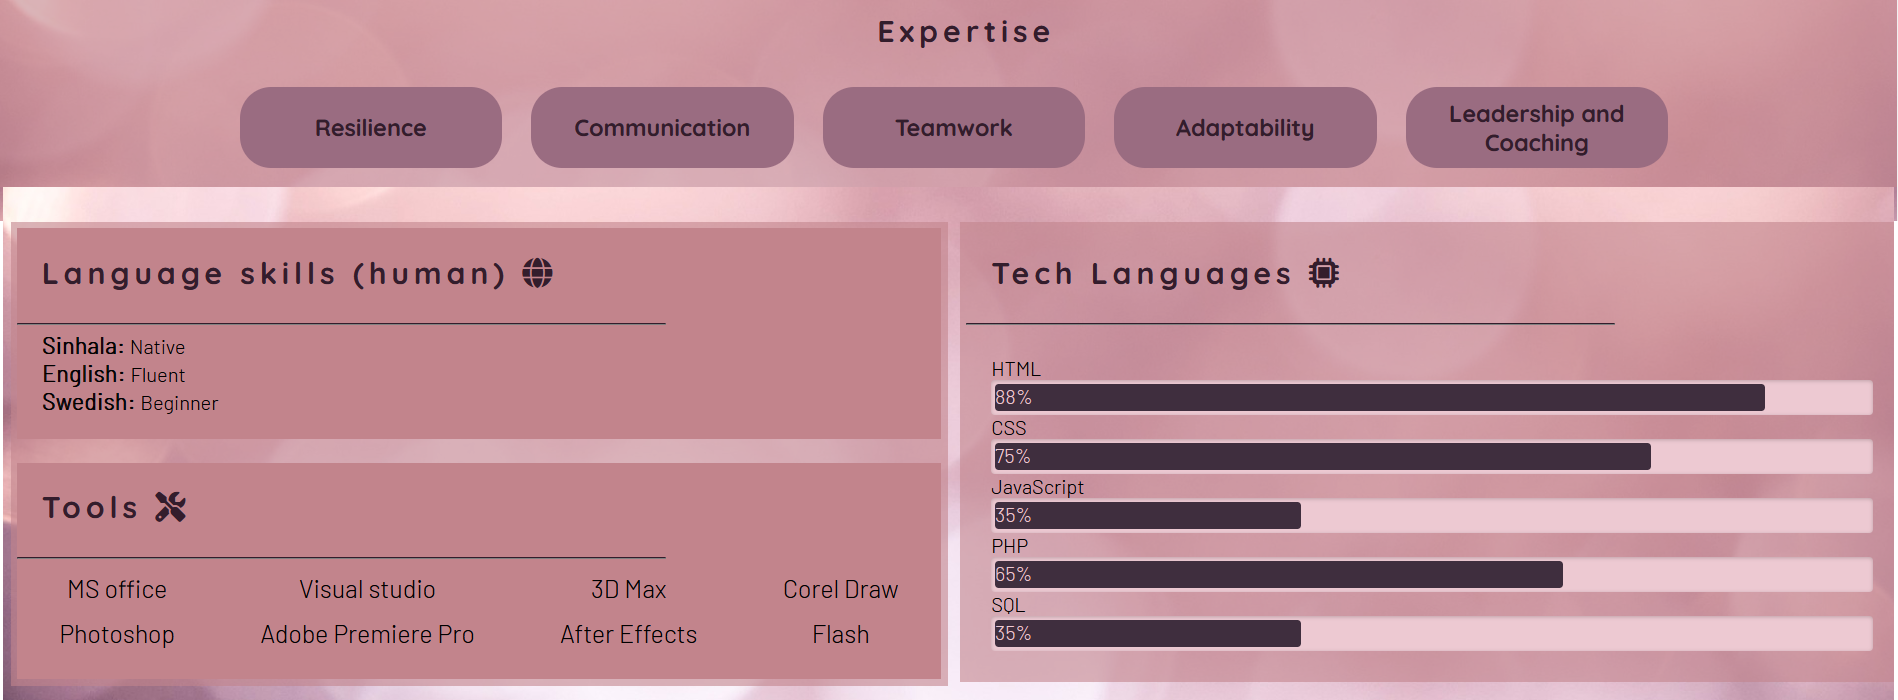 Expertise
Resilience
Communication
Teamwork
Adaptability
Leadership and
Coaching
Language skills (human)
Sinhala: Native
English: Fluent
Swedish: Beginner
Tools
MS office Visual studio 3D Max Corel Draw
Photoshop Adobe Premiere Pro After Effects Flash
Tech Languages
HTML
88%
CSS
75%
JavaScript
35%
PHP
65%
SQL
35%